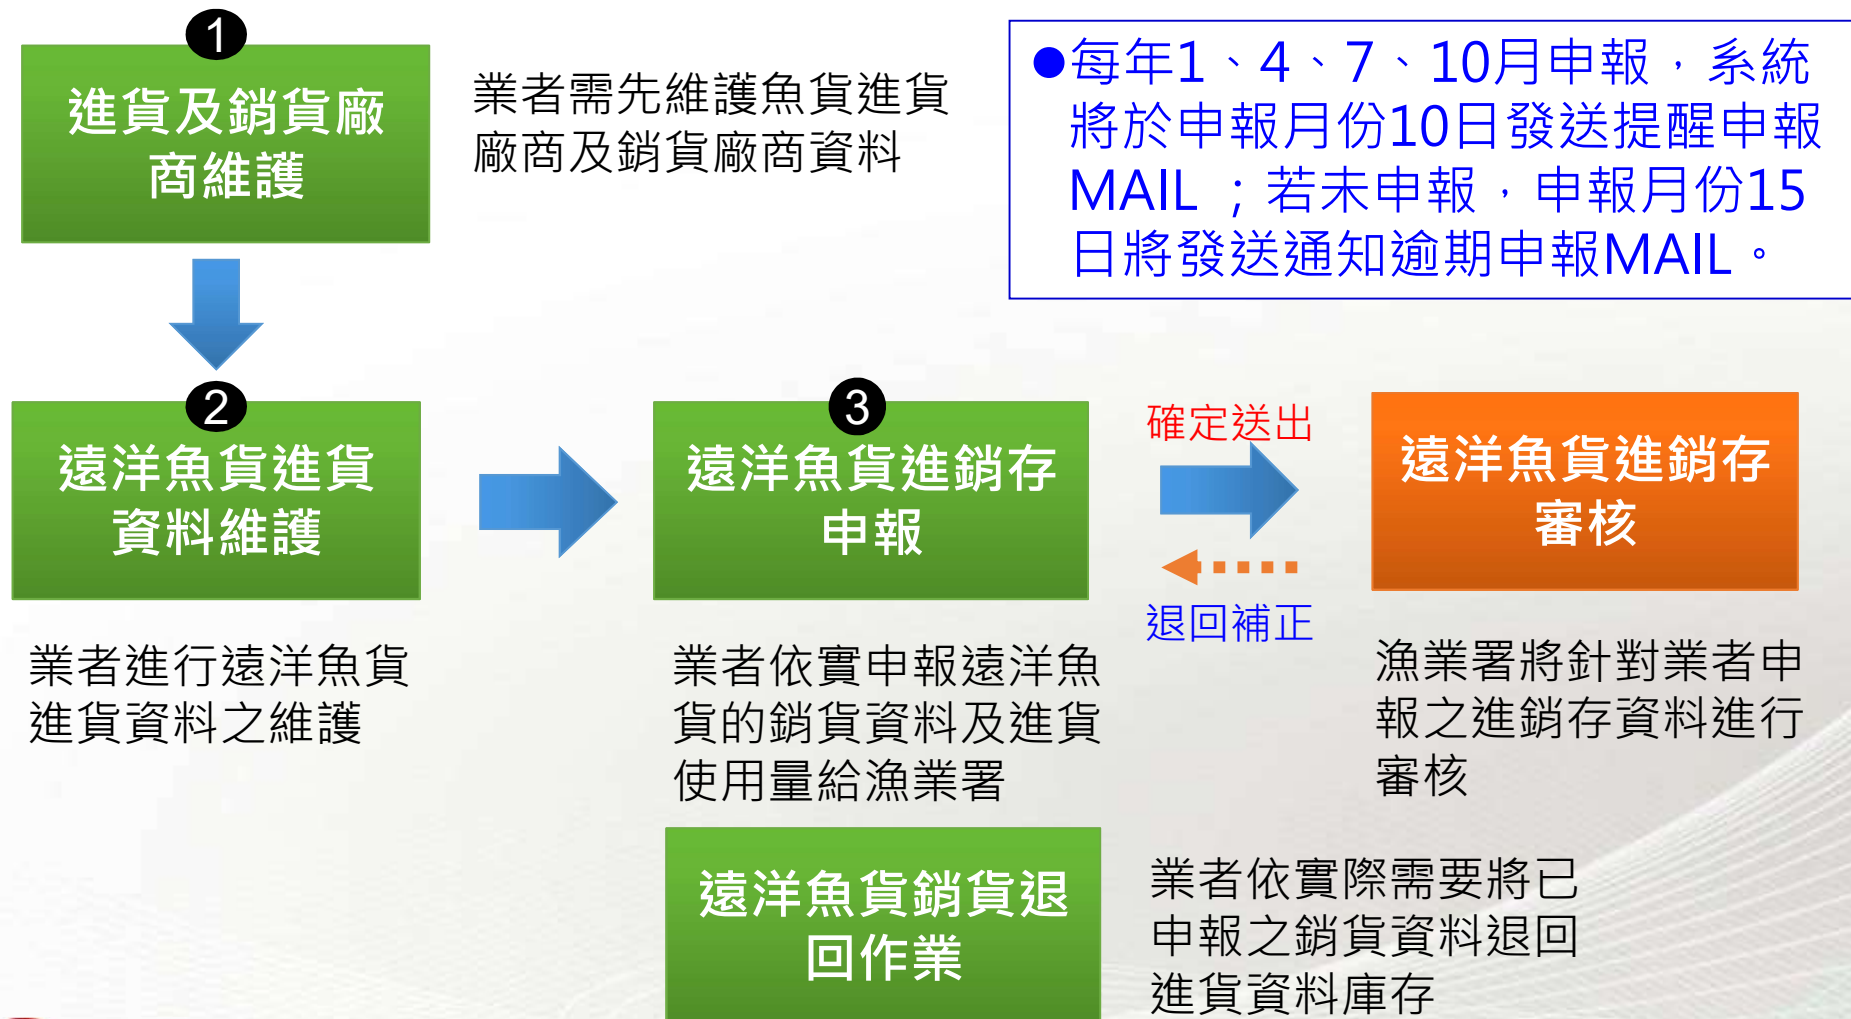 1
進貨及銷貨廠
商維護
業者需先維護魚貨進貨
廠商及銷貨廠商資料
●每年1、4、7、10月申報，系統
將於申報月份10日發送提醒申報
MAIL ；若未申報，申報月份15
日將發送通知逾期申報MAIL。
2
遠洋魚貨進貨
資料維護
業者進行遠洋魚貨
進貨資料之維護
3
遠洋魚貨進銷存
申報
業者依實申報遠洋魚
貨的銷貨資料及進貨
使用量給漁業署
確定送出
退回補正
遠洋魚貨進銷存
審核
漁業署將針對業者申
報之進銷存資料進行
審核
遠洋魚貨銷貨退
回作業
業者依實際需要將已
申報之銷貨資料退回
進貨資料庫存